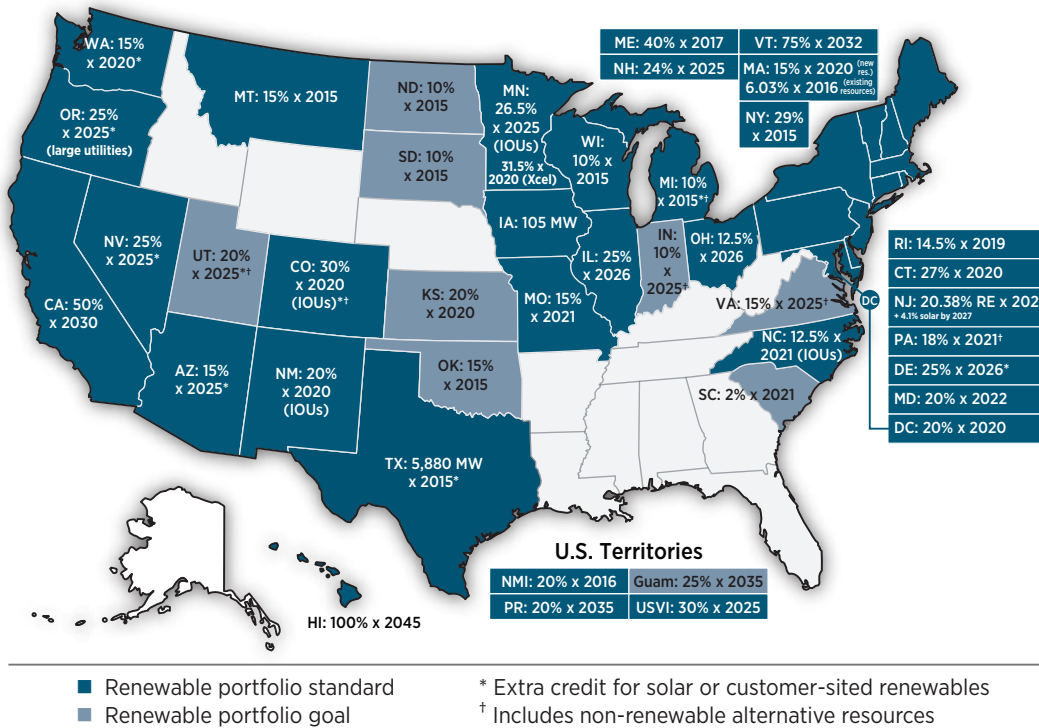 WA: 15%
x 2020*
OR: 25%
x 2025*
(large utilities)
CA: 50%
x 2030
NV: 25%
x 2025*
MT: 15% x 2015
UT: 20%
x 2025*†
AZ: 15%
x 2025*
CO: 30%
x 2020
(IOUs)*†
NM: 20%
x 2020
(IOUs)
ND: 10%
x 2015
SD: 10%
x 2015
KS: 20%
x 2020
OK: 15%
x 2015
TX: 5,880 MW
x 2015*
MN:
26.5%
x 2025
(IOUs)
31.5% x
2020 (Xcel)
IA: 105 MW
MO: 15%
x 2021
WI:
10% x
2015
IL: 25%
x 2026
MI: 10%
x 2015*†
IN:
10%
x
2025†
OH: 12.5%
x 2026
VA: 15% x 2025†
NC: 12.5% x
2021 (IOUs)
SC: 2% x 2021
ME: 40% x 2017
VT: 75% x 2032
NH: 24% x 2025
MA: 15% x 2020 (new res.)
6.03% x 2016 (existing resources)
NY: 29%
x 2015
DC
RI: 14.5% x 2019
CT: 27% x 2020
NJ: 20.38% RE x 202
+ 4.1% solar by 2027
PA: 18% x 2021†
DE: 25% x 2026*
MD: 20% x 2022
DC: 20% x 2020
HI: 100% x 2045
U.S. Territories
NMI: 20% x 2016
Guam: 25% x 2035
PR: 20% x 2035
USVI: 30% x 2025
Renewable portfolio standard
Renewable portfolio goal
* Extra credit for solar or customer-sited renewables
† Includes non-renewable alternative resources